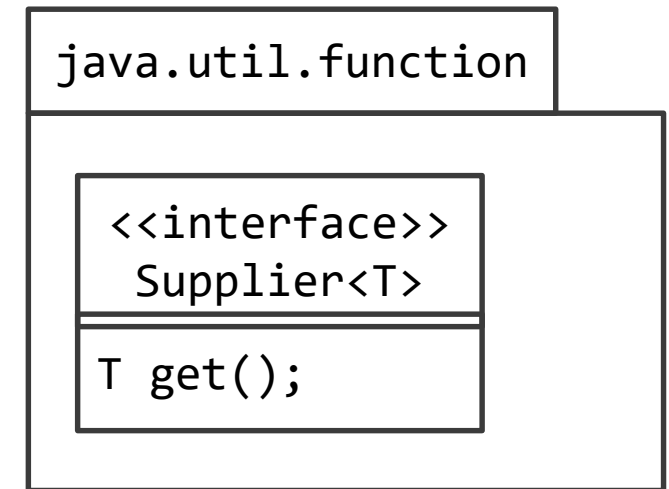 java.util.function
<<interface>>
Supplier<T>
T get();